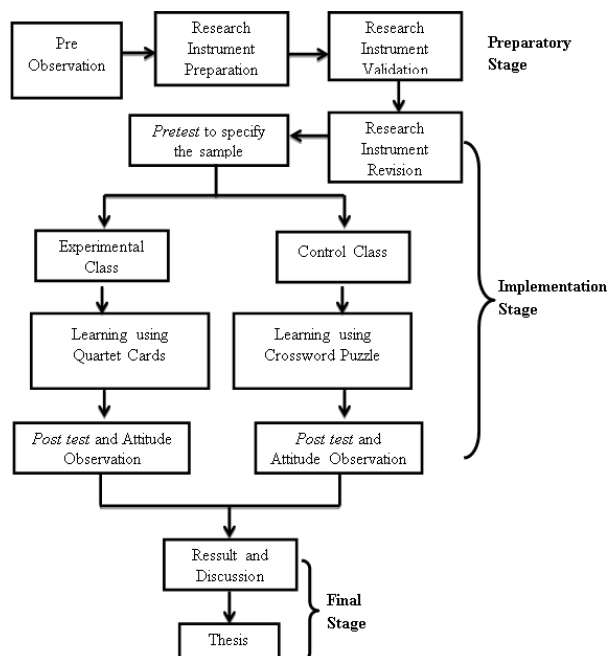 Pre
Observation
Research
Instrument
Preparation
Research
Instrument
Validation
Preparatory
Stage
Pretest to specify
the sample
Research
Instrument
Revision
Experimental
Class
Control Class
Implementation
Stage
Learning using
Quartet Cards
Learning using
Crossword Puzzle
Post test and Attitude
Observation
Post test and
Attitude Observation
Ressult and
Discussion
Final
Stage
Thesis